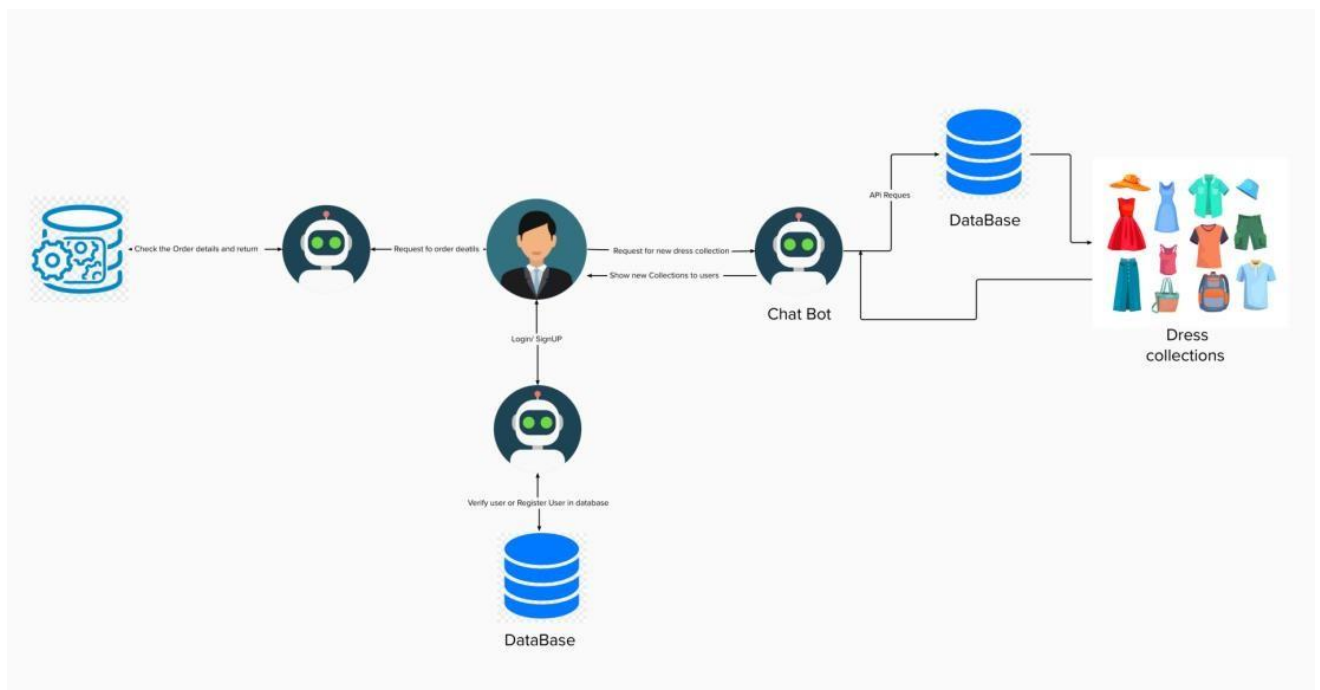 API Reques
DataBase
Check the Order details and return
Request fo order deatils
Request for new dress collection
Show new Collections to users
Chat Bot
Dress
collections
Login/ SignUP
Verify user or Register User in database
DataBase